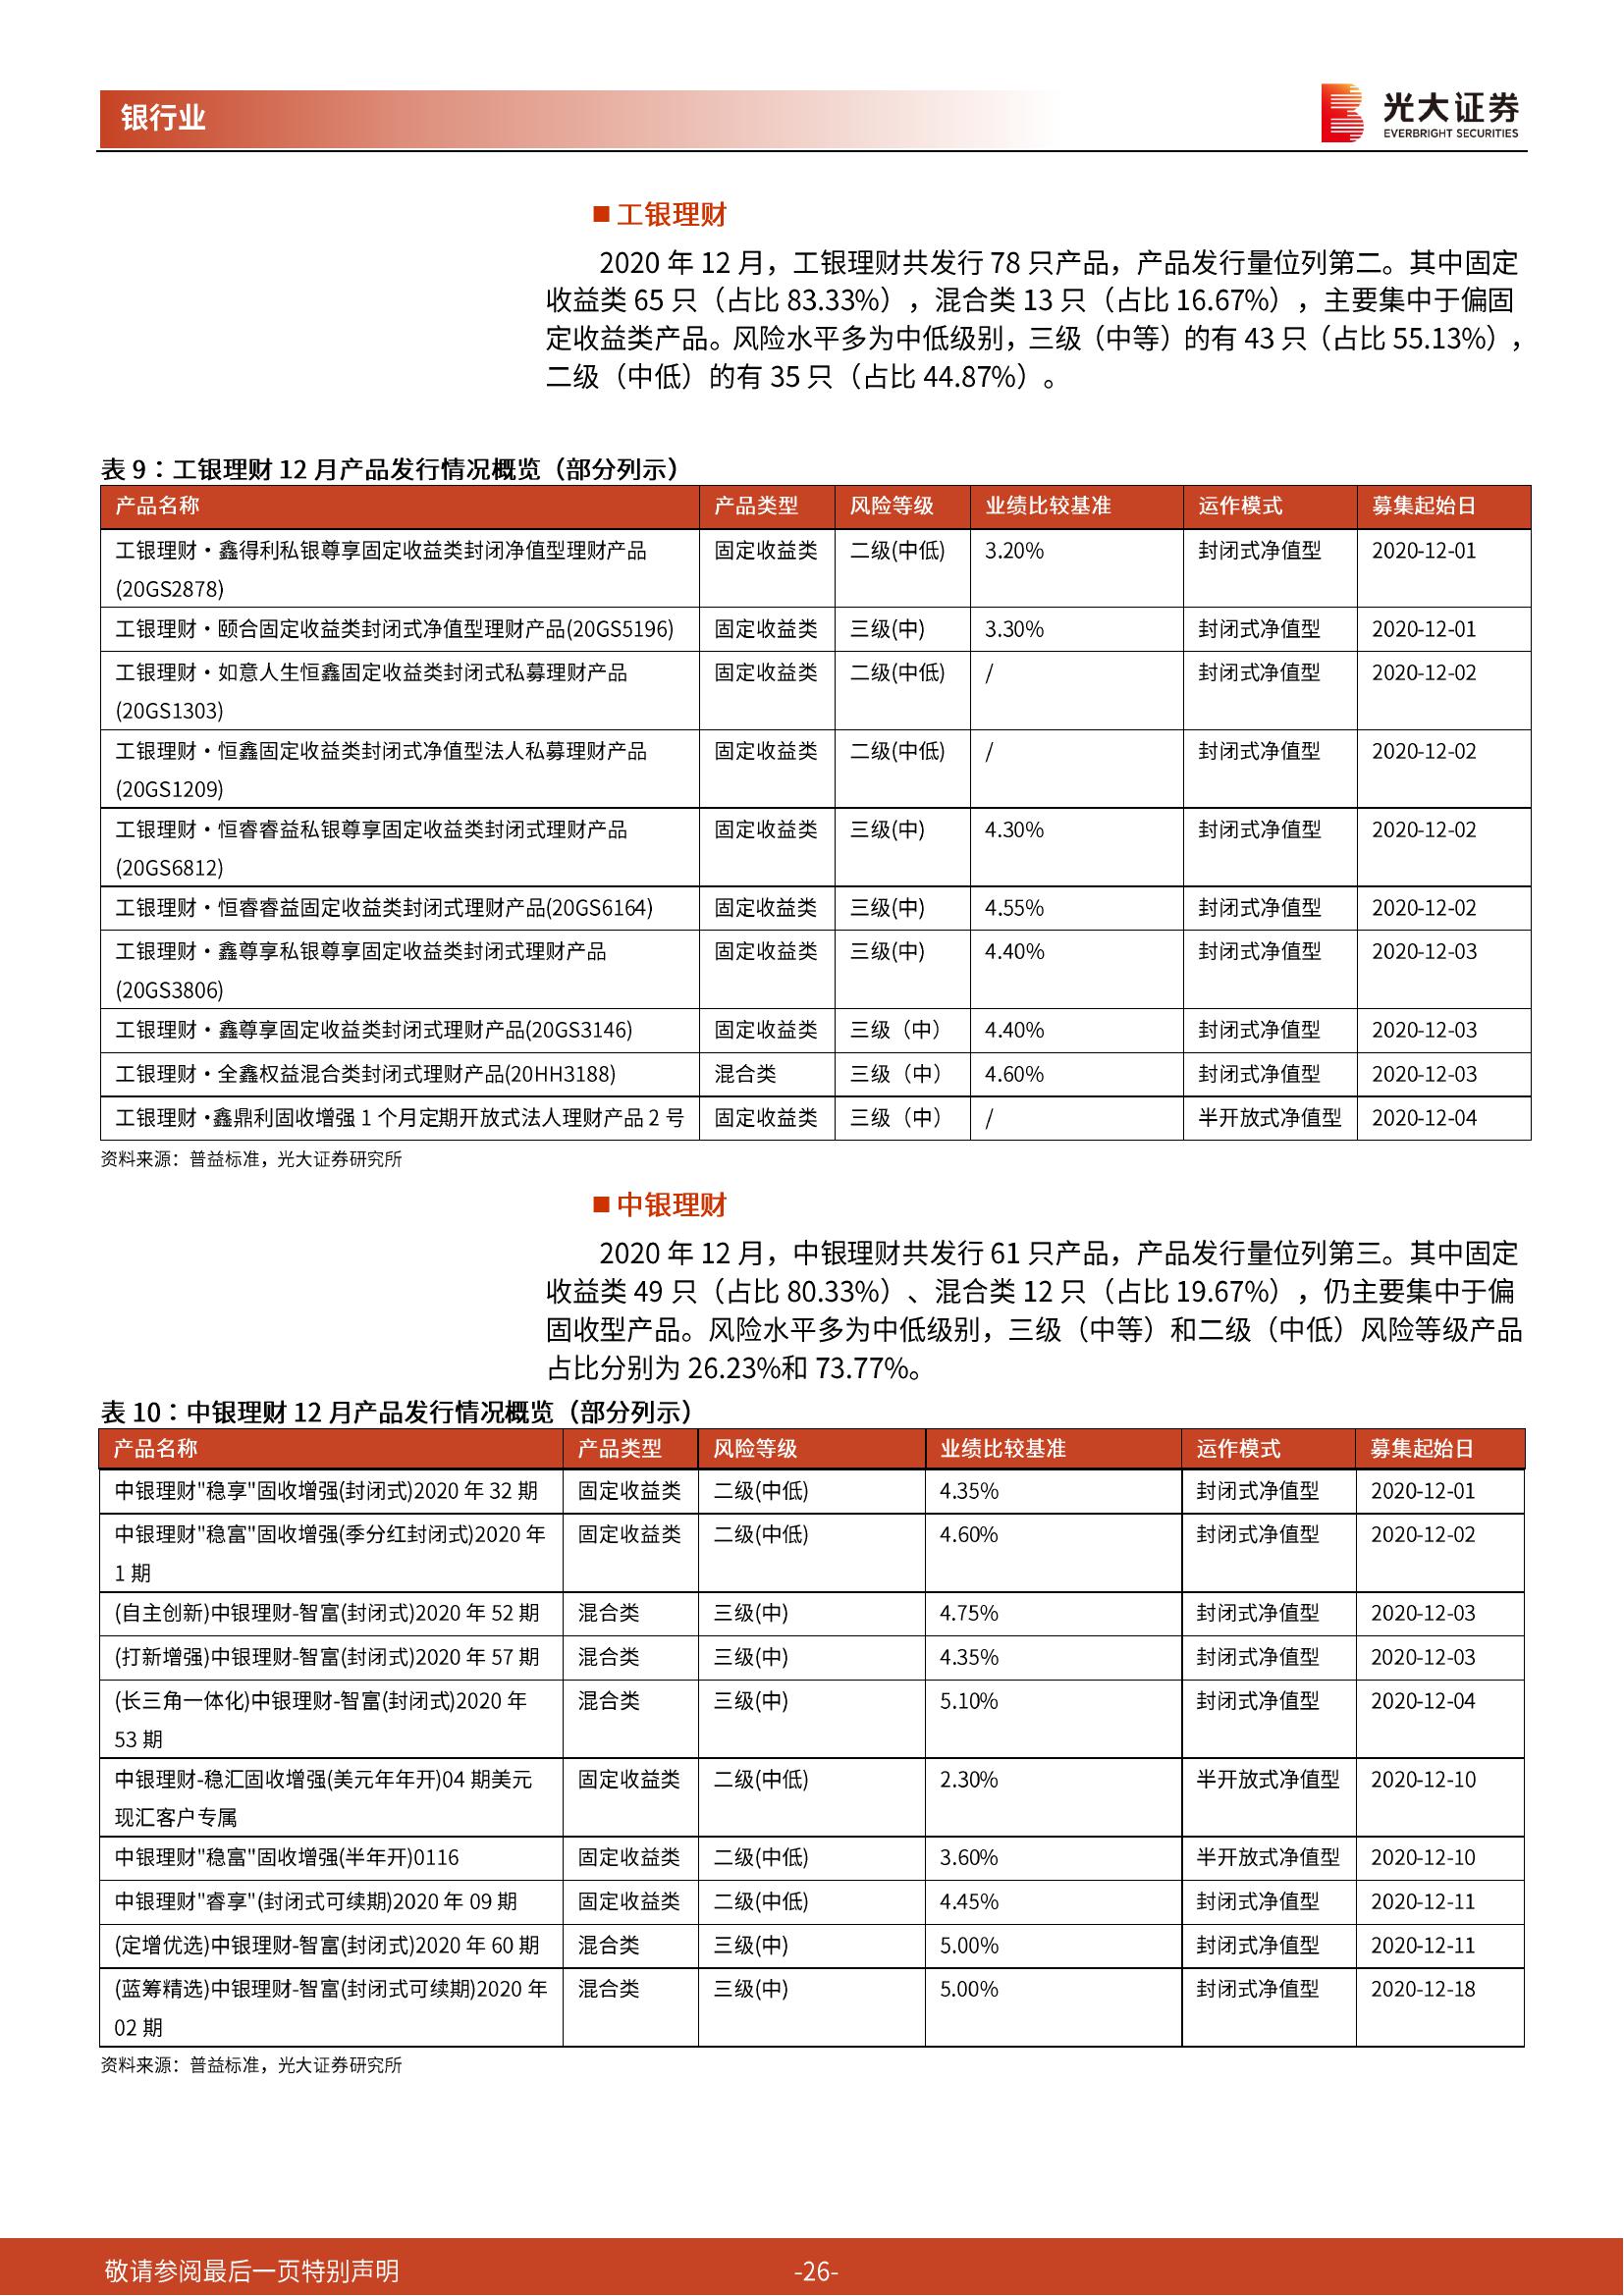 银行业
光大证券
EVERBRIGHT SECURITIES
■ 工银理财
2020 年 12 月，工银理财共发行 78 只产品，产品发行量位列第二。其中固定
收益类 65 只（占比 83.33%），混合类 13 只（占比 16.67%），主要集中于偏固
定收益类产品。风险水平多为中低级别，三级（中等）的有 43 只（占比 55.13%），
二级（中低）的有 35 只（占比 44.87%）。
表 9：工银理财 12 月产品发行情况概览（部分列示）
产品名称 产品类型 风险等级 业绩比较基准 运作模式 募集起始日
工银理财·鑫得利私银尊享固定收益类封闭净值型理财产品 固定收益类 二级(中低) 3.20% 封闭式净值型 2020-12-01
(20GS2878)
工银理财·颐合固定收益类封闭式净值型理财产品(20GS5196) 固定收益类 三级(中) 3.30% 封闭式净值型 2020-12-01
工银理财·如意人生恒鑫固定收益类封闭式私募理财产品 固定收益类 二级(中低) / 封闭式净值型 2020-12-02
(20GS1303)
工银理财·恒鑫固定收益类封闭式净值型法人私募理财产品 固定收益类 二级(中低) / 封闭式净值型 2020-12-02
(20GS1209)
工银理财·恒睿睿益私银尊享固定收益类封闭式理财产品 固定收益类 三级(中) 4.30% 封闭式净值型 2020-12-02
(20GS6812)
工银理财·恒睿睿益固定收益类封闭式理财产品(20GS6164) 固定收益类 三级(中) 4.55% 封闭式净值型 2020-12-02
工银理财·鑫尊享私银尊享固定收益类封闭式理财产品 固定收益类 三级(中) 4.40% 封闭式净值型 2020-12-03
(20GS3806)
工银理财·鑫尊享固定收益类封闭式理财产品(20GS3146) 固定收益类 三级（中） 4.40% 封闭式净值型 2020-12-03
工银理财·全鑫权益混合类封闭式理财产品(20HH3188) 混合类 三级（中） 4.60% 封闭式净值型 2020-12-03
工银理财·鑫鼎利固收增强 1 个月定期开放式法人理财产品 2 号 固定收益类 三级（中） / 半开放式净值型 2020-12-04
资料来源：普益标准，光大证券研究所
■ 中银理财
2020 年 12 月，中银理财共发行 61 只产品，产品发行量位列第三。其中固定
收益类 49 只（占比 80.33%）、混合类 12 只（占比 19.67%），仍主要集中于偏
固收型产品。风险水平多为中低级别，三级（中等）和二级（中低）风险等级产品
占比分别为 26.23%和 73.77%。
表 10：中银理财 12 月产品发行情况概览（部分列示）
产品名称 产品类型 风险等级 业绩比较基准 运作模式 募集起始日
中银理财"稳享"固收增强(封闭式)2020 年 32 期 固定收益类 二级(中低) 4.35% 封闭式净值型 2020-12-01
中银理财"稳富"固收增强(季分红封闭式)2020 年 固定收益类 二级(中低) 4.60% 封闭式净值型 2020-12-02
1 期
(自主创新)中银理财-智富(封闭式)2020 年 52 期 混合类 三级(中) 4.75% 封闭式净值型 2020-12-03
(打新增强)中银理财-智富(封闭式)2020 年 57 期 混合类 三级(中) 4.35% 封闭式净值型 2020-12-03
(长三角一体化)中银理财-智富(封闭式)2020 年 混合类 三级(中) 5.10% 封闭式净值型 2020-12-04
53 期
中银理财-稳汇固收增强(美元年年开)04 期美元 固定收益类 二级(中低) 2.30% 半开放式净值型 2020-12-10
现汇客户专属
中银理财"稳富"固收增强(半年开)0116 固定收益类 二级(中低) 3.60% 半开放式净值型 2020-12-10
中银理财"睿享"(封闭式可续期)2020 年 09 期 固定收益类 二级(中低) 4.45% 封闭式净值型 2020-12-11
(定增优选)中银理财-智富(封闭式)2020 年 60 期 混合类 三级(中) 5.00% 封闭式净值型 2020-12-11
(蓝筹精选)中银理财-智富(封闭式可续期)2020 年 混合类 三级(中) 5.00% 封闭式净值型 2020-12-18
02 期
资料来源：普益标准，光大证券研究所
敬请参阅最后一页特别声明 -26-